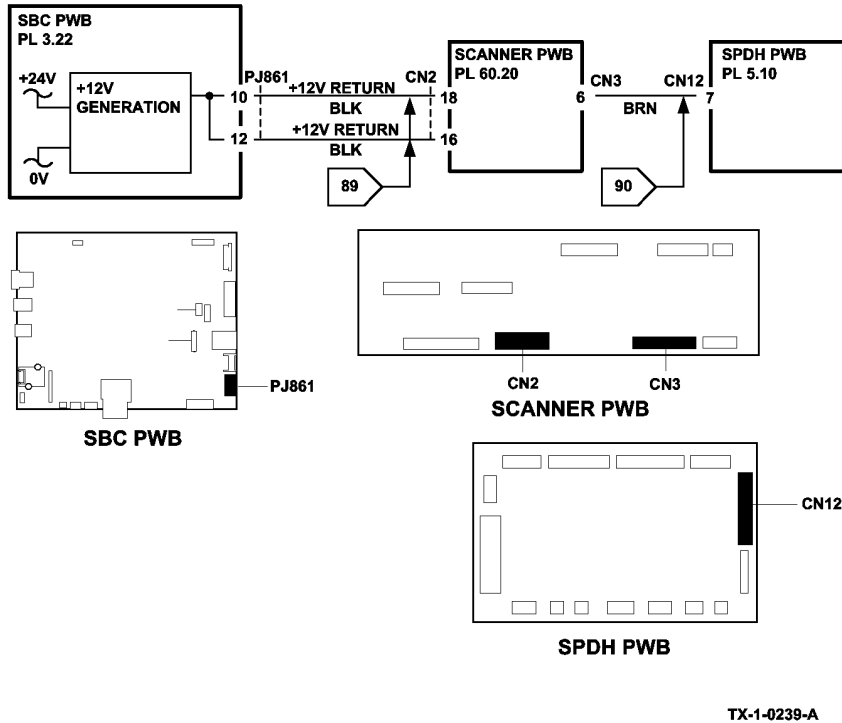 SBC PWB
PL 3.22
+24V
+12V
GENERATION
0V
PJ861
10
12
+12V RETURN
BLK
+12V RETURN
BLK
89
CN2
18
16
SCANNER PWB
PL 60.20
6
CN3
BRN
90
CN12
7
SPDH PWB
PL 5.10
PJ861
SBC PWB
CN2
CN3
SCANNER PWB
CN12
SPDH PWB
TX-1-0239-A